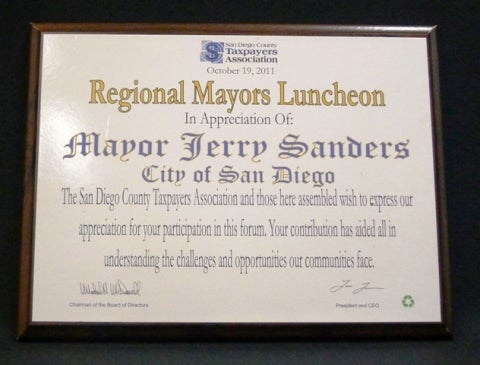 San Diego County
Taxpayers
Association
October 19, 2011
Regional Mayors Luncheon
In Appreciation Of:
Mayor Jerry Sanders
City of San Diego
The San Diego County Taxpayers Association and those here assembled wish to express our
appreciation for your participation in this forum. Your contribution has aided all in
understanding the challenges and opportunities our communities face.
Chairman of the Board of Directors
President and CEO